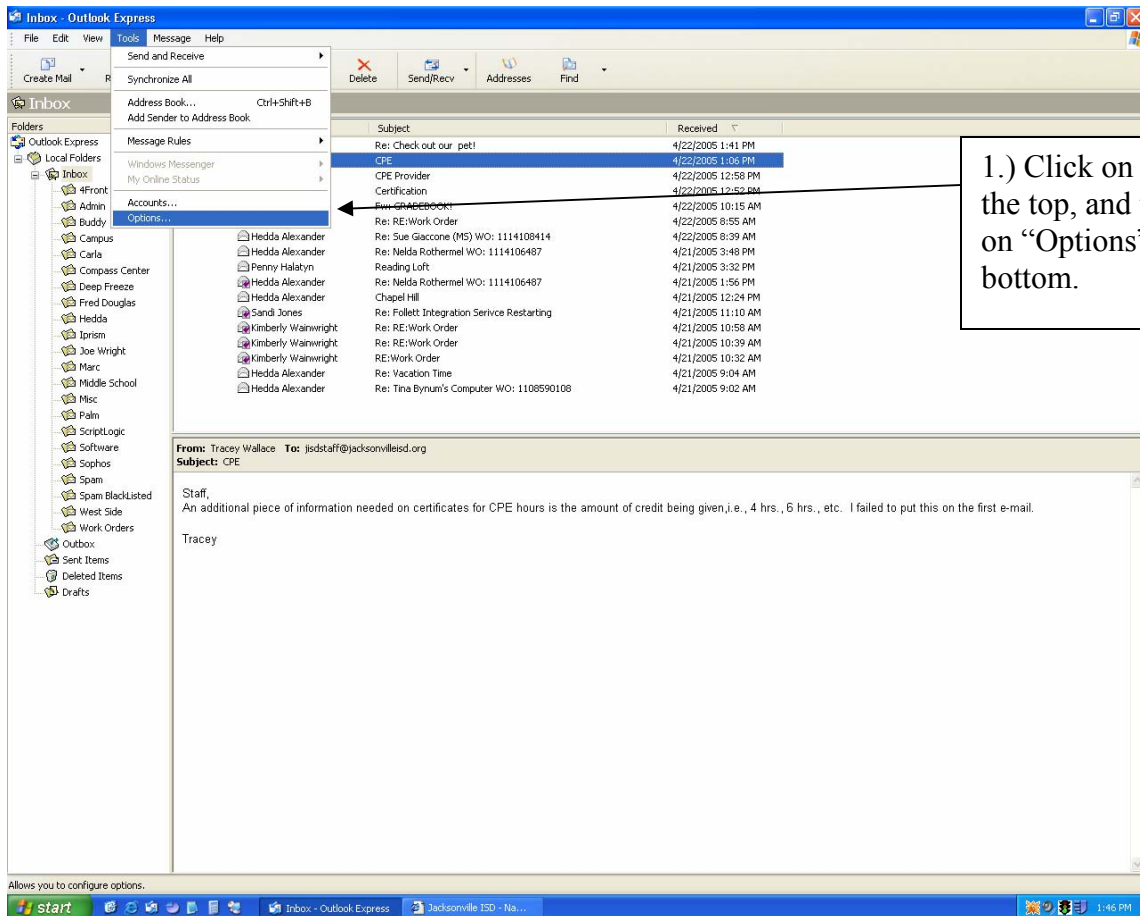 Inbox - Outlook Express
File Edit View Tools Message Help
Create Mail R Delete Send/Recv Addresses Find
Send and Receive
Synchronize All
Address Book... Ctrl+Shift+B
Add Sender to Address Book
Message Rules
Windows Messenger
My Online Status
Accounts...
Options...
Inbox
Folders
Outlook Express
Local Folders
Inbox
4Front
Admin
Buddy
Campus
Carla
Compass Center
Deep Freeze
Fred Douglas
Hedda
Iprism
Joe Wright
Marc
Middle School
Misc
Palm
ScriptLogic
Software
Sophos
Spam
Spam BlackListed
West Side
Work Orders
Outbox
Sent Items
Deleted Items
Drafts
Subject Received
Re: Check out our pet! 4/22/2005 1:41 PM
CPE 4/22/2005 1:06 PM
CPE Provider 4/22/2005 12:58 PM
Certification 4/22/2005 12:52 PM
Fw: GRADEBOOK! 4/22/2005 10:15 AM
Re: RE:Work Order 4/22/2005 8:55 AM
Hedda Alexander Re: Sue Giaccone (MS) WO: 1114108414 4/22/2005 8:39 AM
Hedda Alexander Re: Nelda Rothermel WO: 1114106487 4/21/2005 3:48 PM
Penny Halatyn Reading Loft 4/21/2005 3:32 PM
Hedda Alexander Re: Nelda Rothermel WO: 1114106487 4/21/2005 1:56 PM
Hedda Alexander Chapel Hill 4/21/2005 12:24 PM
Sandi Jones Re: Follett Integration Serivce Restarting 4/21/2005 11:10 AM
Kimberly Wainwright Re: RE:Work Order 4/21/2005 10:58 AM
Kimberly Wainwright Re: RE:Work Order 4/21/2005 10:39 AM
Kimberly Wainwright RE:Work Order 4/21/2005 10:32 AM
Hedda Alexander Re: Vacation Time 4/21/2005 9:04 AM
Hedda Alexander Re: Tina Bynum's Computer WO: 1108590108 4/21/2005 9:02 AM
1.) Click on
the top, and
on “Options”
bottom.
From: Tracey Wallace To: jisdstaff@jacksonvilleisd.org
Subject: CPE
Staff,
An additional piece of information needed on certificates for CPE hours is the amount of credit being given,i.e., 4 hrs., 6 hrs., etc. I failed to put this on the first e-mail.
Tracey
Allows you to configure options.
start Inbox - Outlook Express Jacksonville ISD - Na... 1:46 PM